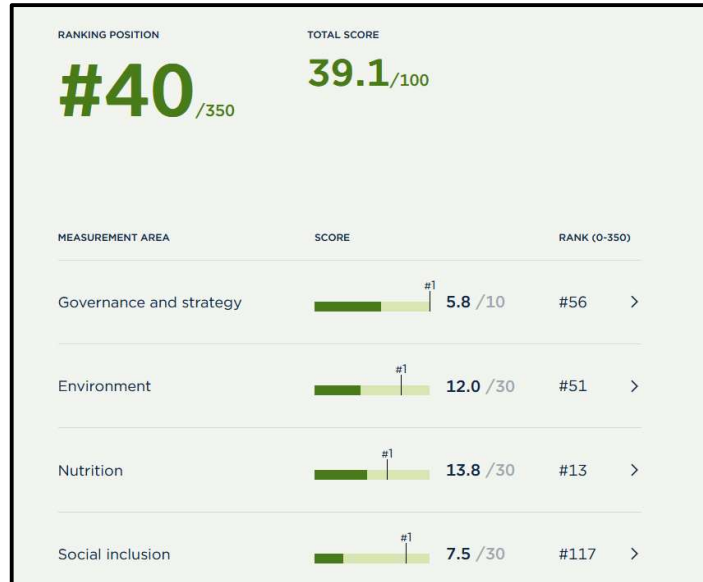 RANKING POSITION TOTAL SCORE
#40/350 39.1/100
MEASUREMENT AREA SCORE RANK (0-350)
#1
Governance and strategy 5.8 /10 #56 >
#1
Environment 12.0 /30 #51 >
#1
Nutrition 13.8 /30 #13 >
#1
Social inclusion 7.5 /30 #117 >